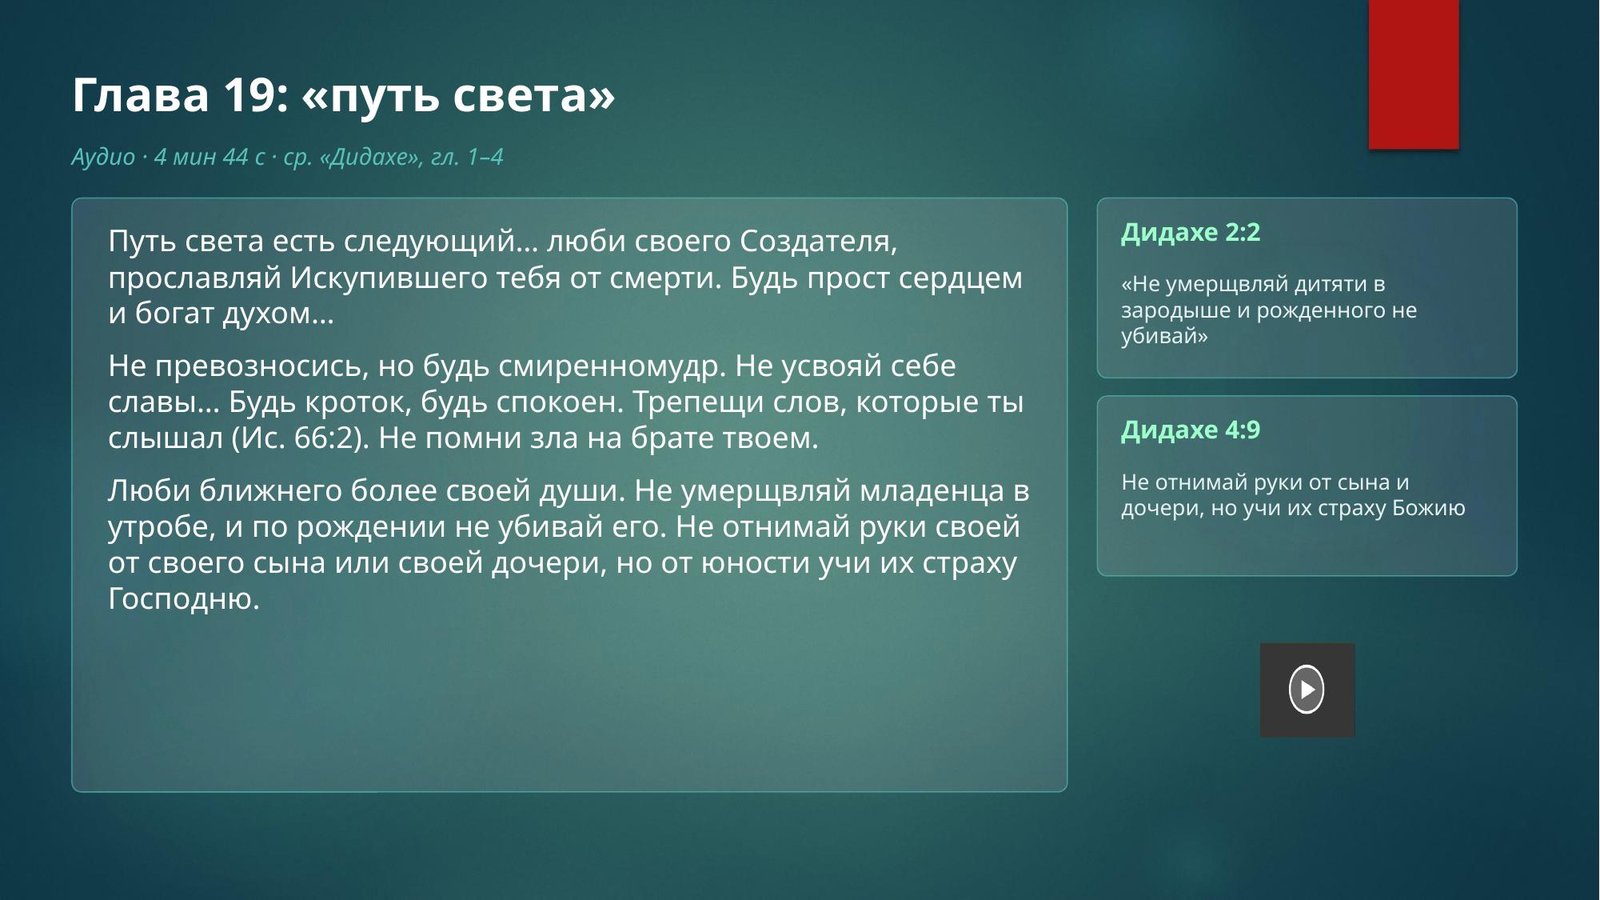 Глава 19: «путь света»
Аудио · 4 мин 44 с · ср. «Дидахе», гл. 1–4
Путь света есть следующий… люби своего Создателя,
прославляй Искупившего тебя от смерти. Будь прост сердцем
и богат духом…
Не превозносись, но будь смиренномудр. Не усвояй себе
славы… Будь кроток, будь спокоен. Трепещи слов, которые ты
слышал (Ис. 66:2). Не помни зла на брате твоем.
Люби ближнего более своей души. Не умерщвляй младенца в
утробе, и по рождении не убивай его. Не отнимай руки своей
от своего сына или своей дочери, но от юности учи их страху
Господню.
Дидахе 2:2
«Не умерщвляй дитяти в
зародыше и рожденного не
убивай»
Дидахе 4:9
Не отнимай руки от сына и
дочери, но учи их страху Божию